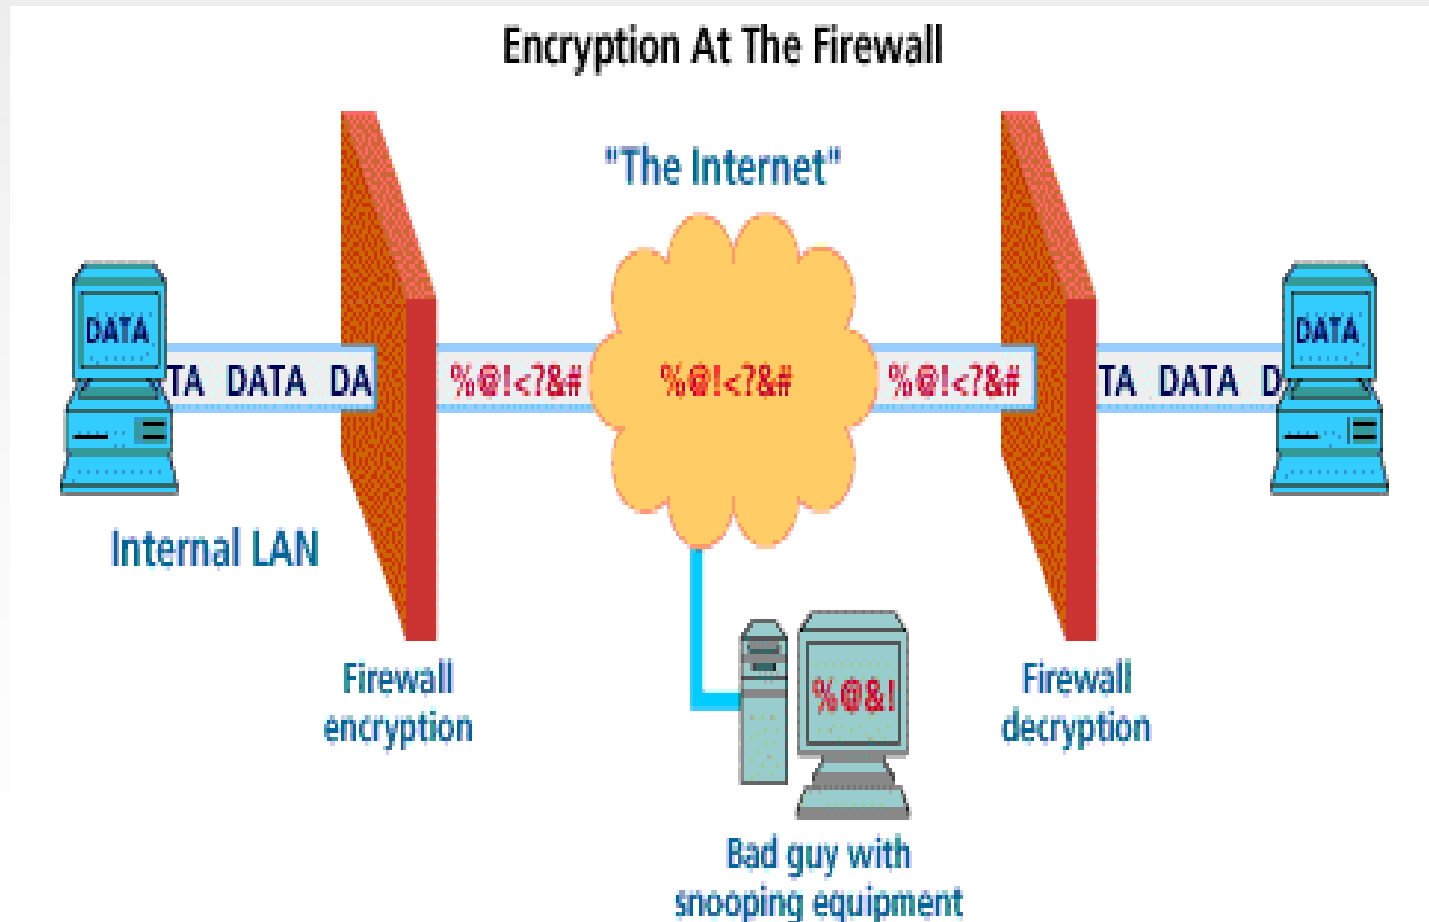 Encryption At The Firewall
"The Internet"
DATA
DATA
TA DATA DA
%@!<?&#
%@!<?&#
%@!<?&#
TA DATA D
Internal LAN
Firewall
encryption
%@&!
Firewall
decryption
Bad guy with
snooping equipment